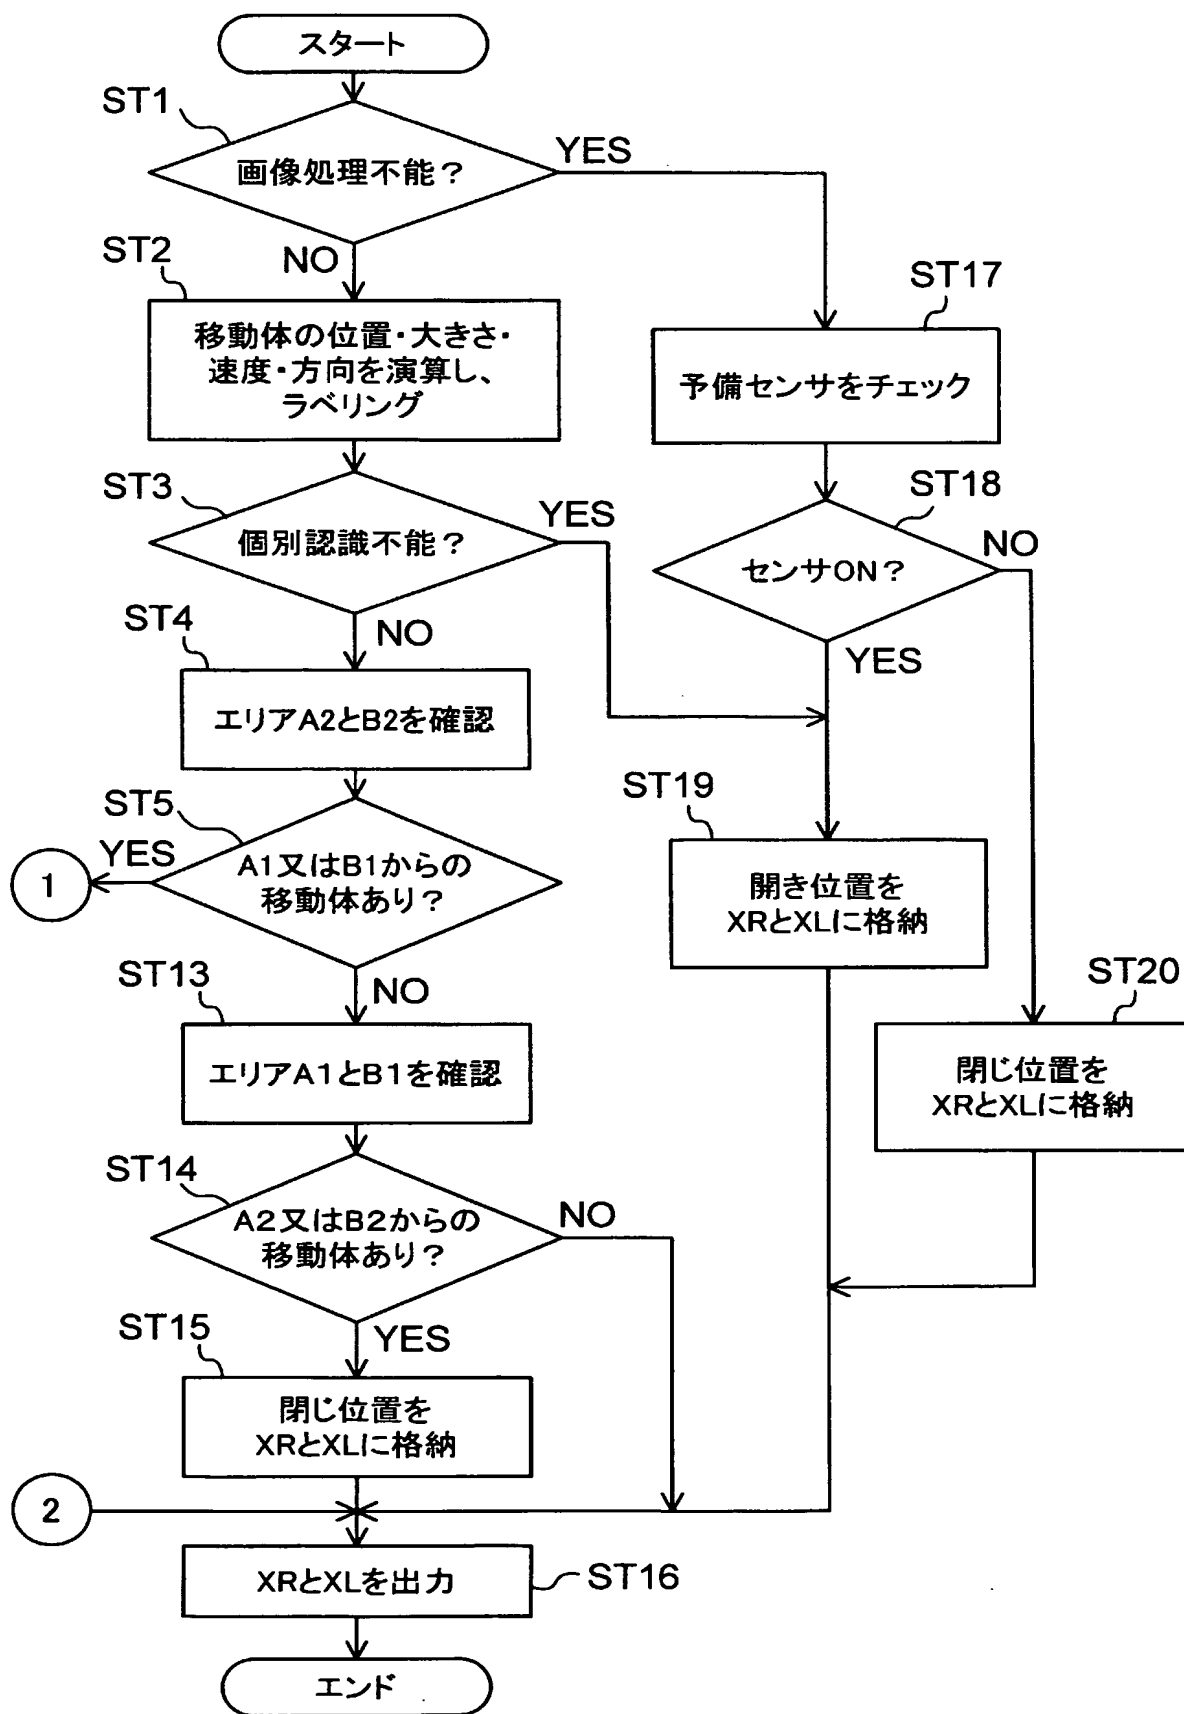 スタート
ST1
画像処理不能？
YES
NO
ST2
移動体の位置・大きさ・
速度・方向を演算し、
ラベリング
ST17
予備センサをチェック
ST3
個別認識不能？
YES
NO
ST18
センサON？
NO
YES
ST4
エリアA2とB2を確認
ST5
A1又はB1からの
移動体あり？
YES
1
NO
ST19
開き位置を
XRとXLに格納
ST20
閉じ位置を
XRとXLに格納
ST13
エリアA1とB1を確認
ST14
A2又はB2からの
移動体あり？
NO
YES
ST15
閉じ位置を
XRとXLに格納
2
XRとXLを出力
ST16
エンド